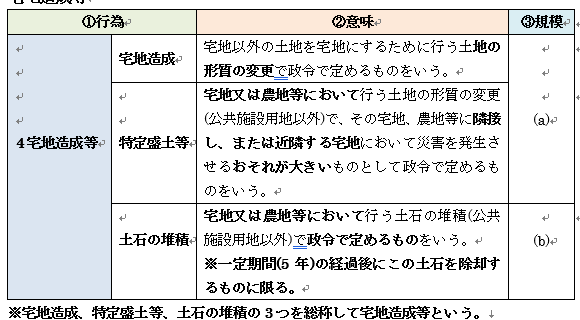 ①行為 ②意味 ③規模
4宅地造成等
宅地造成
宅地以外の土地を宅地にするために行う土地の
形質の変更で政令で定めるものをいう。
特定盛土等
宅地又は農地等において行う土地の形質の変更
(公共施設用地以外)で、その宅地、農地等に隣接
し、または近隣する宅地において災害を発生さ
せるおそれが大きいものとして政令で定めるも
のをいう。
(a)
土石の堆積
宅地又は農地等において行う土石の堆積(公共
施設用地以外)で政令で定めるものをいう。
※一定期間(5 年)の経過後にこの土石を除却す
るものに限る。
(b)
※宅地造成、特定盛土等、土石の堆積の 3 つを総称して宅地造成等という。